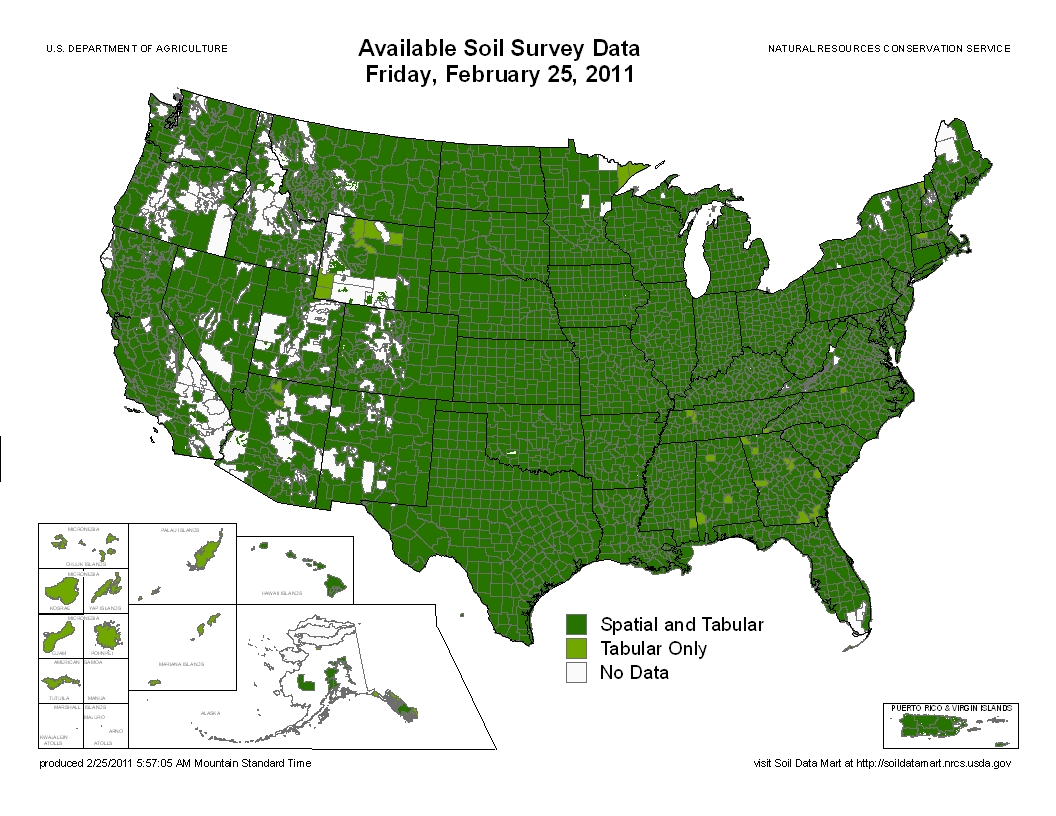 U.S. DEPARTMENT OF AGRICULTURE
Available Soil Survey Data
Friday, February 25, 2011
NATURAL RESOURCES CONSERVATION SERVICE
MICRONESIA
CHUUK ISLANDS
PALAU ISLANDS
MICRONESIA
KOSRAE
YAP ISLANDS
HAWAII ISLANDS
MICRONESIA
GUAM
POHNPEI
MARIANA ISLANDS
AMERICAN SAMOA
TUTUILA
MANUA
MARSHALL ISLANDS
MAJURO
ARNO
KWAJALEIN
ATOLLS
ATOLLS
ALASKA
Spatial and Tabular
Tabular Only
No Data
PUERTO RICO & VIRGIN ISLANDS
produced 2/25/2011 5:57:05 AM Mountain Standard Time
visit Soil Data Mart at http://soildatamart.nrcs.usda.gov